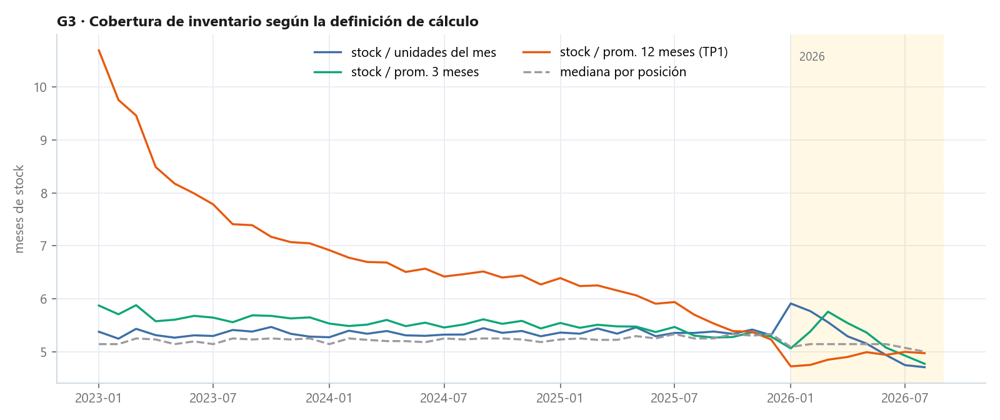 G3 · Cobertura de inventario según la definición de cálculo
stock / unidades del mes
stock / prom. 3 meses
stock / prom. 12 meses (TP1)
mediana por posición
2026
meses de stock
10
9
8
7
6
5
2023-01
2023-07
2024-01
2024-07
2025-01
2025-07
2026-01
2026-07